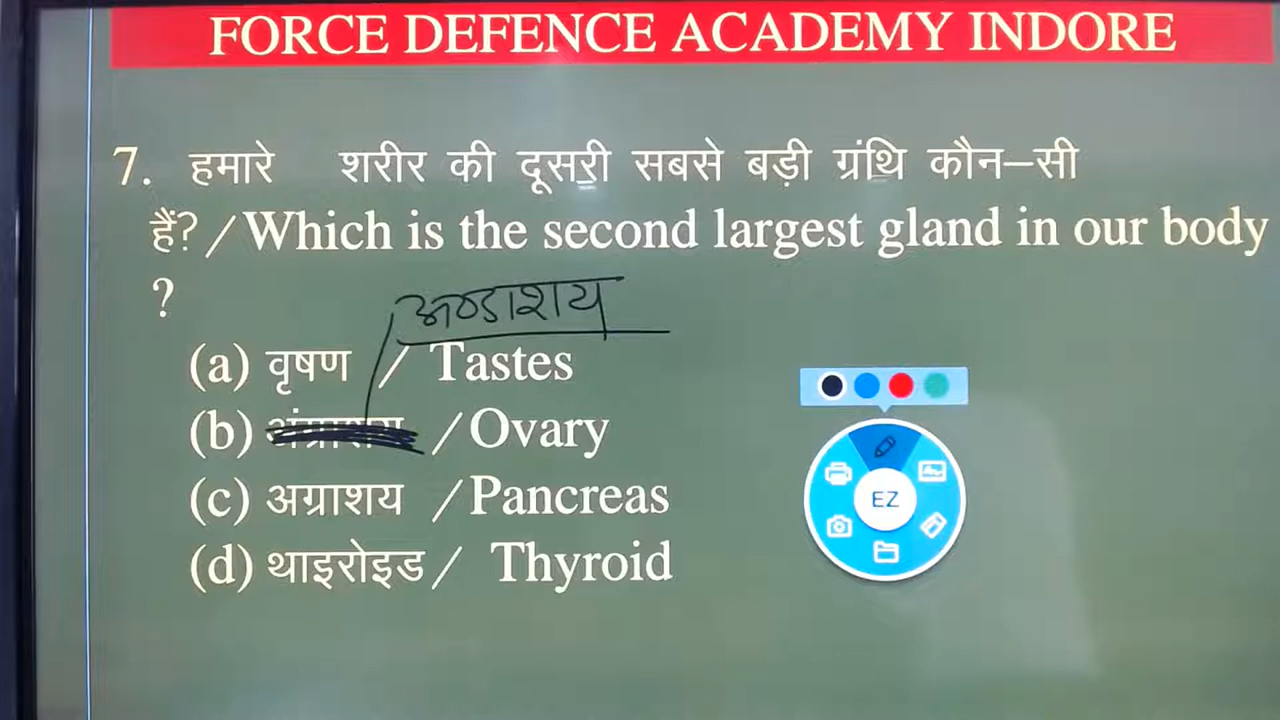 FORCE DEFENCE ACADEMY INDORE
7. हमारे शरीर की दूसरी सबसे बड़ी ग्रंथि कौन–सी
हैं? / Which is the second largest gland in our body
?
अण्डाशय
(a) वृषण / Tastes
(b) / Ovary
(c) अग्राशय / Pancreas
(d) थाइरोइड / Thyroid
EZ